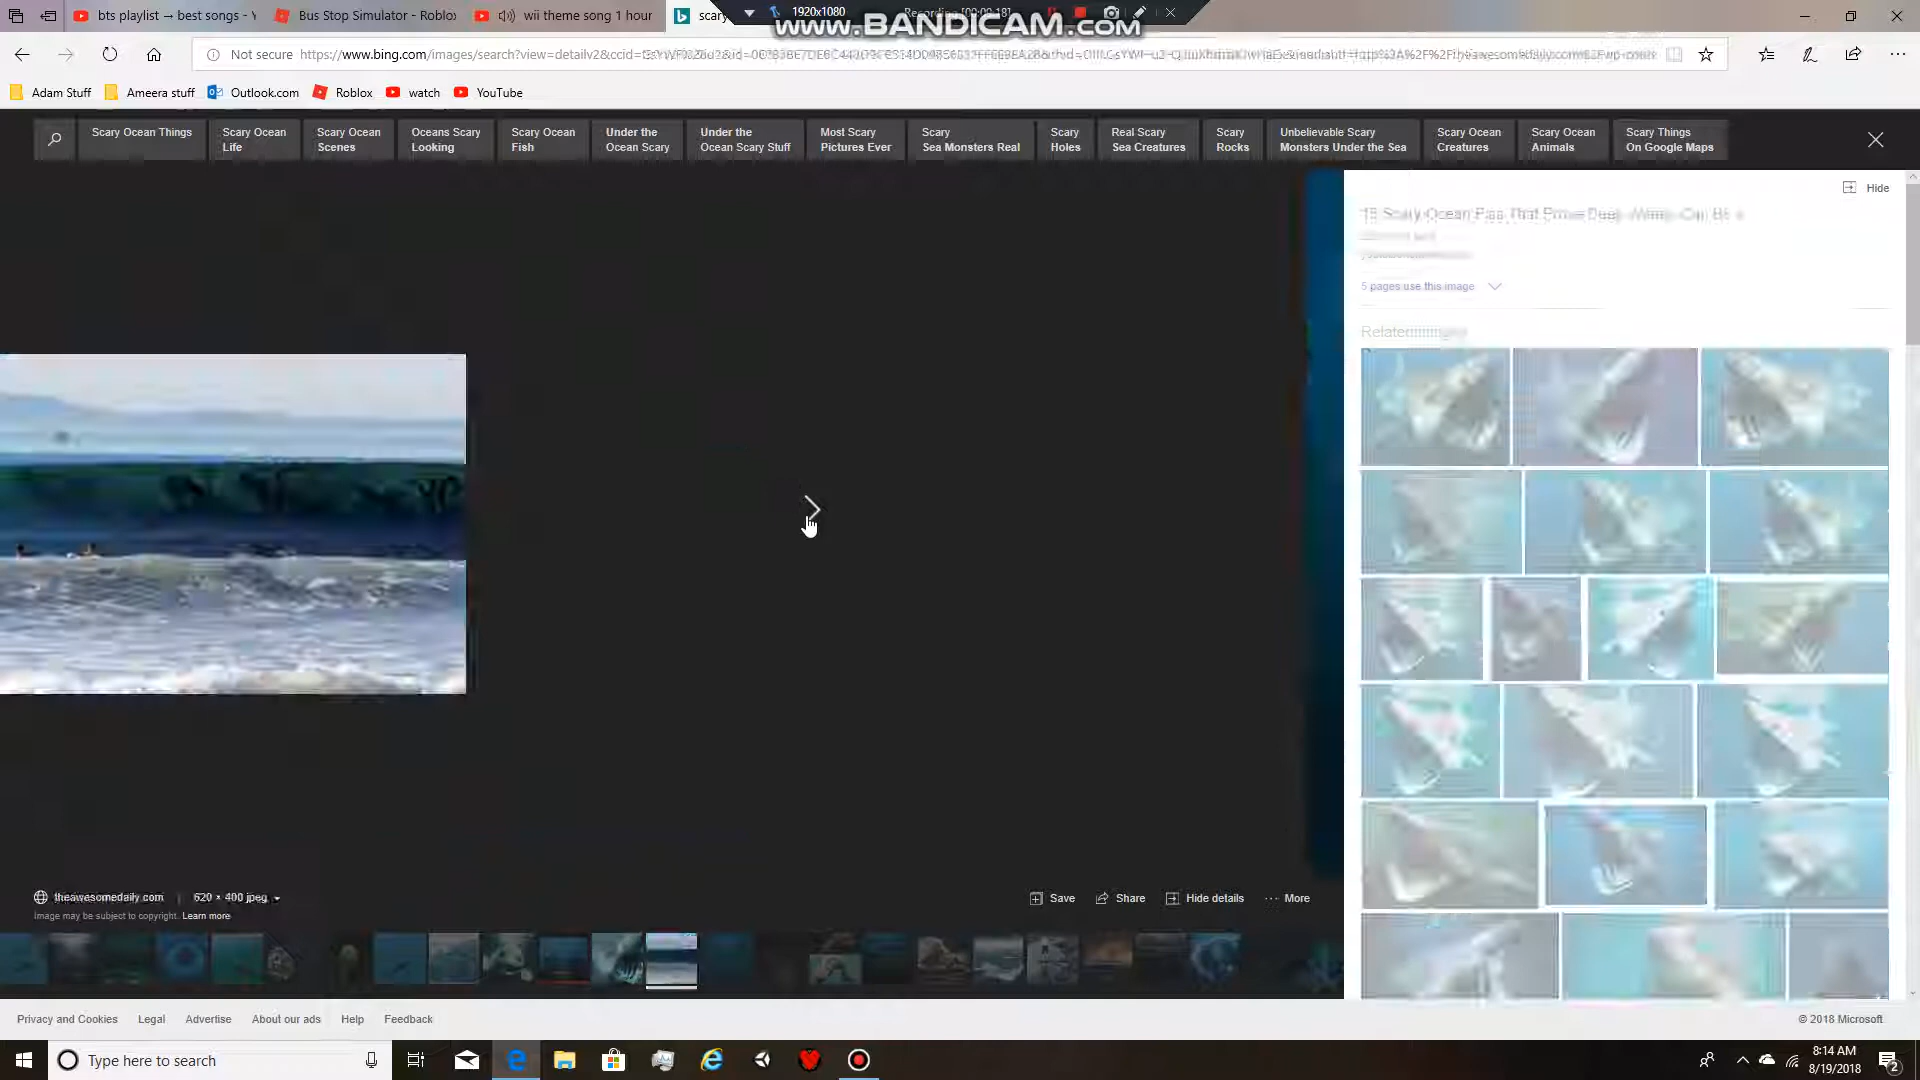 bts playlist → best songs - Y
Bus Stop Simulator - Roblox
wii theme song 1 hour
scary
1920x1080
WWW.BANDICAM.COM
Not secure
https://www.bing.com/images/search?view=detailv2&ccid=
Adam Stuff
Ameera stuff
Outlook.com
Roblox
watch
YouTube
Scary Ocean Things
Scary Ocean
Life
Scary Ocean
Scenes
Oceans Scary
Looking
Scary Ocean
Fish
Under the
Ocean Scary
Under the
Ocean Scary Stuff
Most Scary
Pictures Ever
Scary
Sea Monsters Real
Scary
Holes
Real Scary
Sea Creatures
Scary
Rocks
Unbelievable Scary
Monsters Under the Sea
Scary Ocean
Creatures
Scary Ocean
Animals
Scary Things
On Google Maps
Hide
Scary Ocean That Prove Deep
5 pages use this image
theawesomedaily.com | 620 × 400 jpeg
Image may be subject to copyright. Learn more
Save
Share
Hide details
More
Privacy and Cookies
Legal
Advertise
About our ads
Help
Feedback
© 2018 Microsoft
Type here to search
8:14 AM
8/19/2018
2